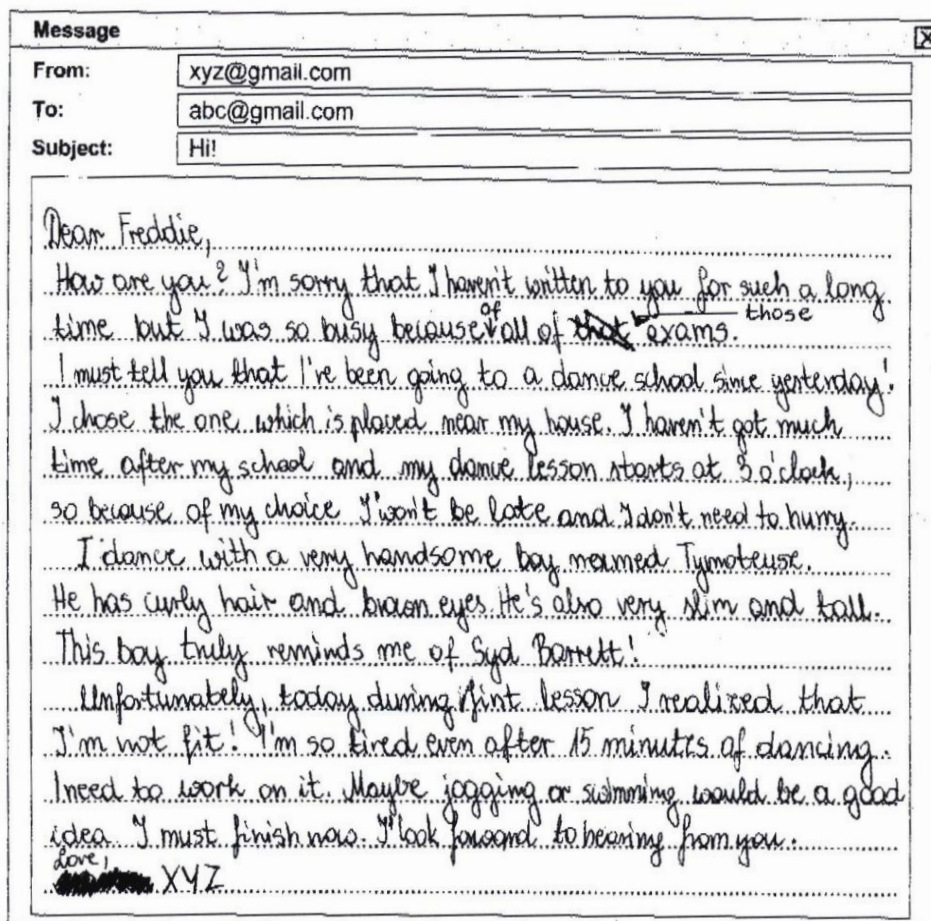 Message
From: xyz@gmail.com
To: abc@gmail.com
Subject: Hi!
Dear Freddie,
How are you? I'm sorry that I haven't written to you for such a long
time but I was so busy because of all of those exams.
I must tell you that I've been going to a dance school since yesterday!
I chose the one which is placed near my house. I haven't got much
time after my school and my dance lesson starts at 3 o'clock,
so because of my choice I won't be late and I don't need to hurry.
I dance with a very handsome boy named Tymoteusz.
He has curly hair and brown eyes. He's also very slim and tall.
This boy truly reminds me of Syd Barrett!
Unfortunately, today during first lesson I realized that
I'm not fit! I'm so tired even after 15 minutes of dancing.
I need to work on it. Maybe jogging or swimming would be a good
idea. I must finish now. I look forward to hearing from you.
Love,
XYZ